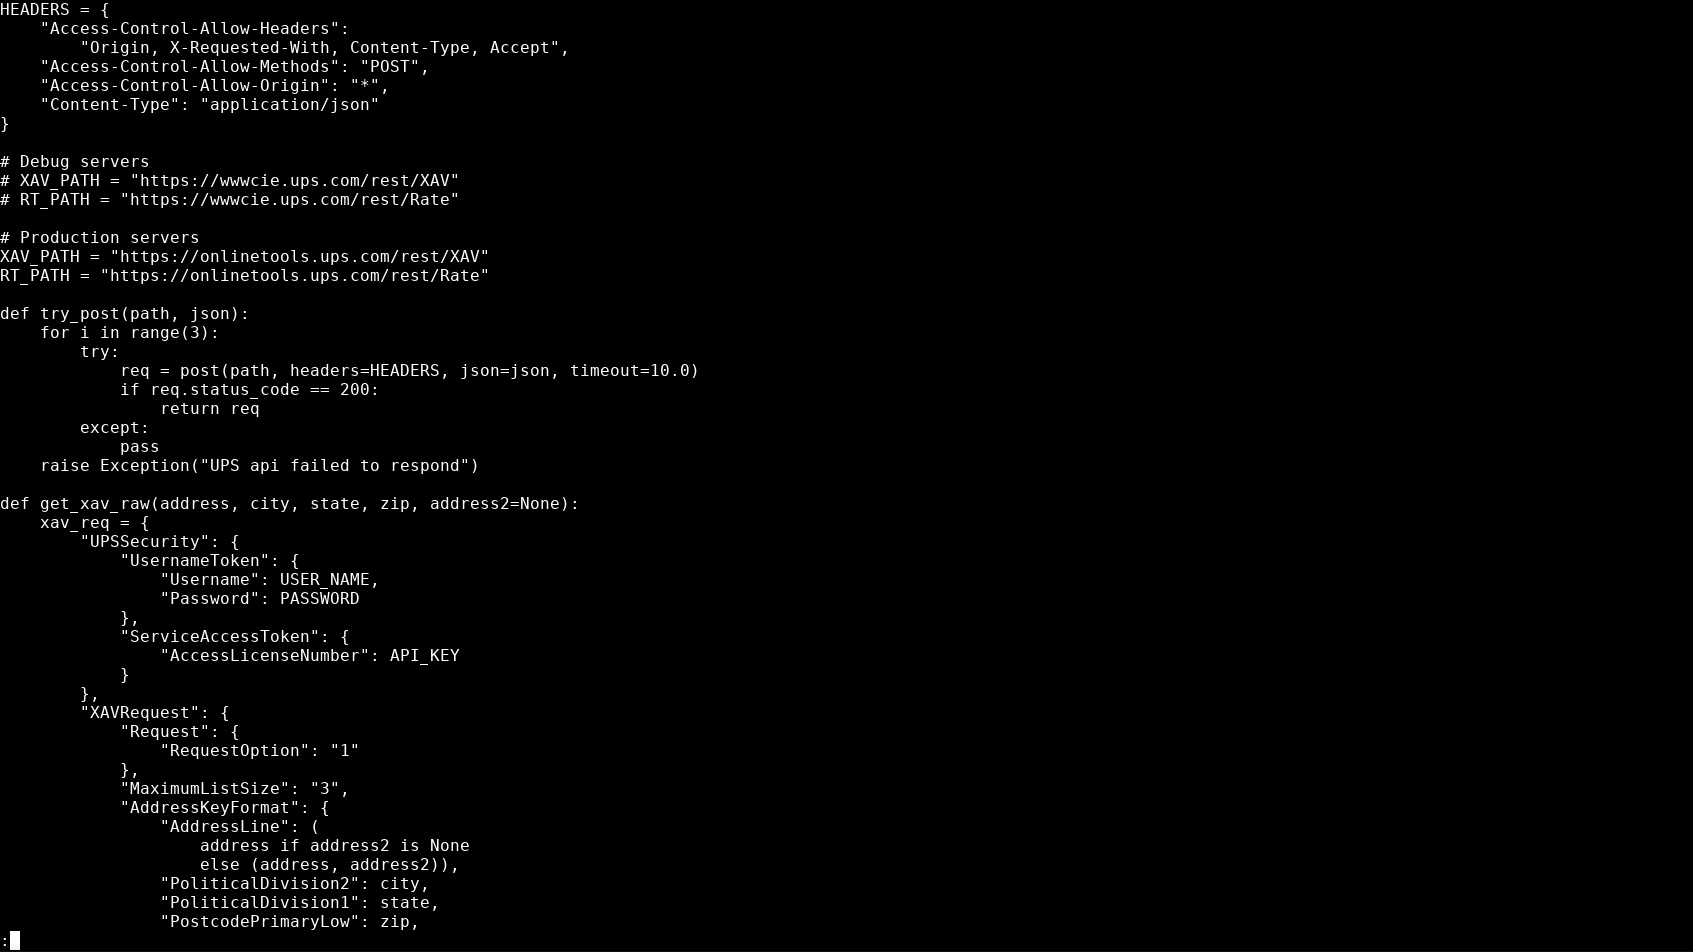 HEADERS = {
    "Access-Control-Allow-Headers":
        "Origin, X-Requested-With, Content-Type, Accept",
    "Access-Control-Allow-Methods": "POST",
    "Access-Control-Allow-Origin": "*",
    "Content-Type": "application/json"
}

# Debug servers
# XAV_PATH = "https://wwwcie.ups.com/rest/XAV"
# RT_PATH = "https://wwwcie.ups.com/rest/Rate"

# Production servers
XAV_PATH = "https://onlinetools.ups.com/rest/XAV"
RT_PATH = "https://onlinetools.ups.com/rest/Rate"

def try_post(path, json):
    for i in range(3):
        try:
            req = post(path, headers=HEADERS, json=json, timeout=10.0)
            if req.status_code == 200:
                return req
        except:
            pass
    raise Exception("UPS api failed to respond")

def get_xav_raw(address, city, state, zip, address2=None):
    xav_req = {
        "UPSSecurity": {
            "UsernameToken": {
                "Username": USER_NAME,
                "Password": PASSWORD
            },
            "ServiceAccessToken": {
                "AccessLicenseNumber": API_KEY
            }
        },
        "XAVRequest": {
            "Request": {
                "RequestOption": "1"
            },
            "MaximumListSize": "3",
            "AddressKeyFormat": {
                "AddressLine": (
                    address if address2 is None
                    else (address, address2)),
                "PoliticalDivision2": city,
                "PoliticalDivision1": state,
                "PostcodePrimaryLow": zip,
: